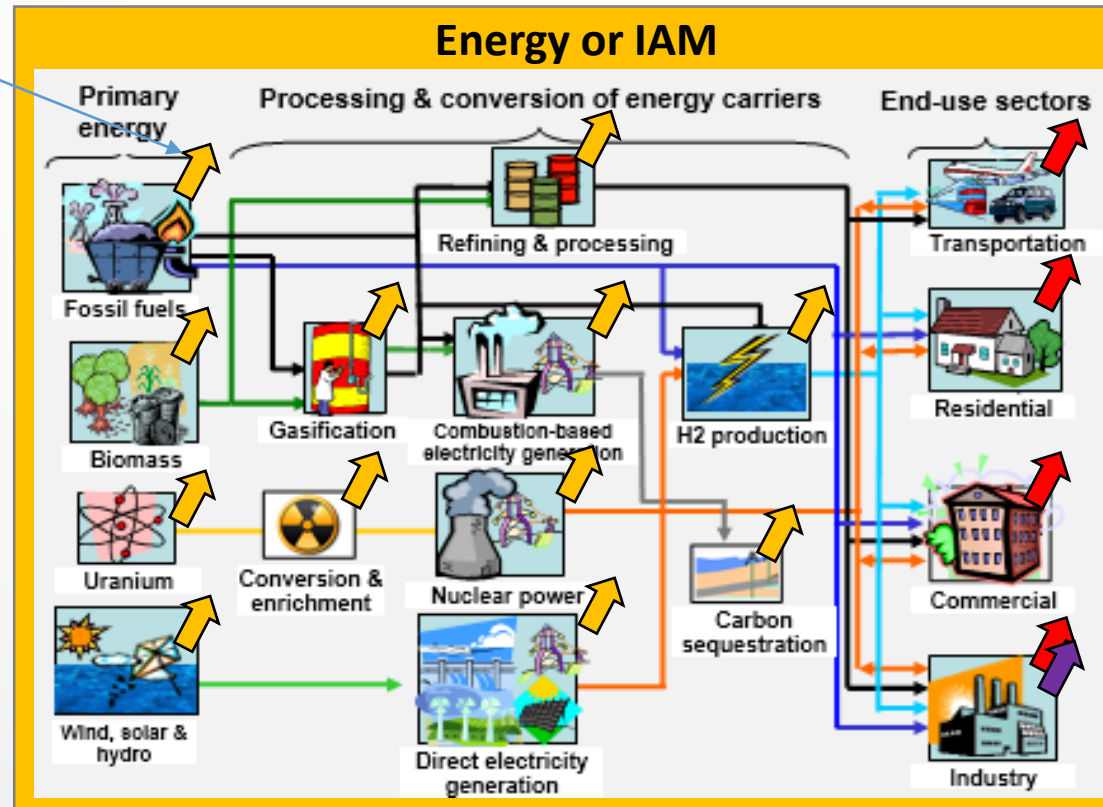 Energy or IAM
Primary
energy
Processing & conversion of energy carriers
End-use sectors
Refining & processing
Transportation
Fossil fuels
Gasification
Combustion-based
electricity generation
H2 production
Residential
Biomass
Uranium
Conversion &
enrichment
Nuclear power
Carbon
sequestration
Commercial
Wind, solar &
hydro
Direct electricity
generation
Industry